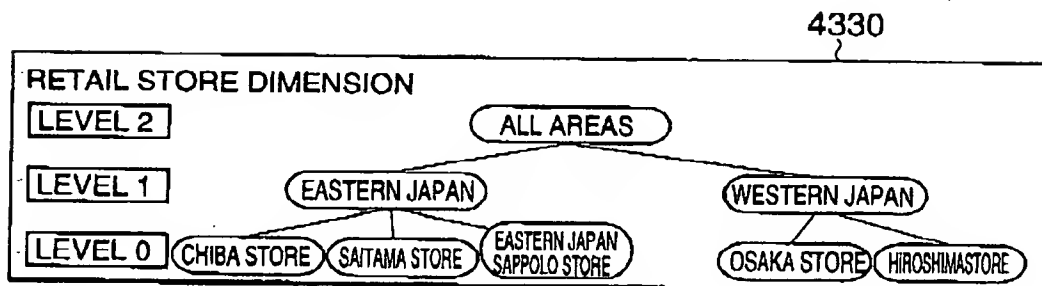 4330
RETAIL STORE DIMENSION
LEVEL 2
ALL AREAS
LEVEL 1
EASTERN JAPAN
WESTERN JAPAN
LEVEL 0
CHIBA STORE
SAITAMA STORE
EASTERN JAPAN
SAPPOLO STORE
OSAKA STORE
HIROSHIMASTORE